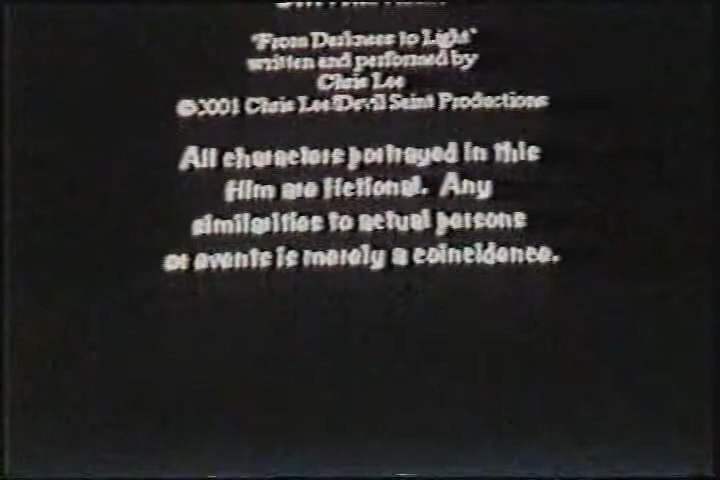 "From Darkness to Light"
written and performed by
Chris Lee
©2001 Chris Lee/Devil Saint Productions
All characters portrayed in this
film are fictional. Any
similarities to actual persons
or events is merely a coincidence.